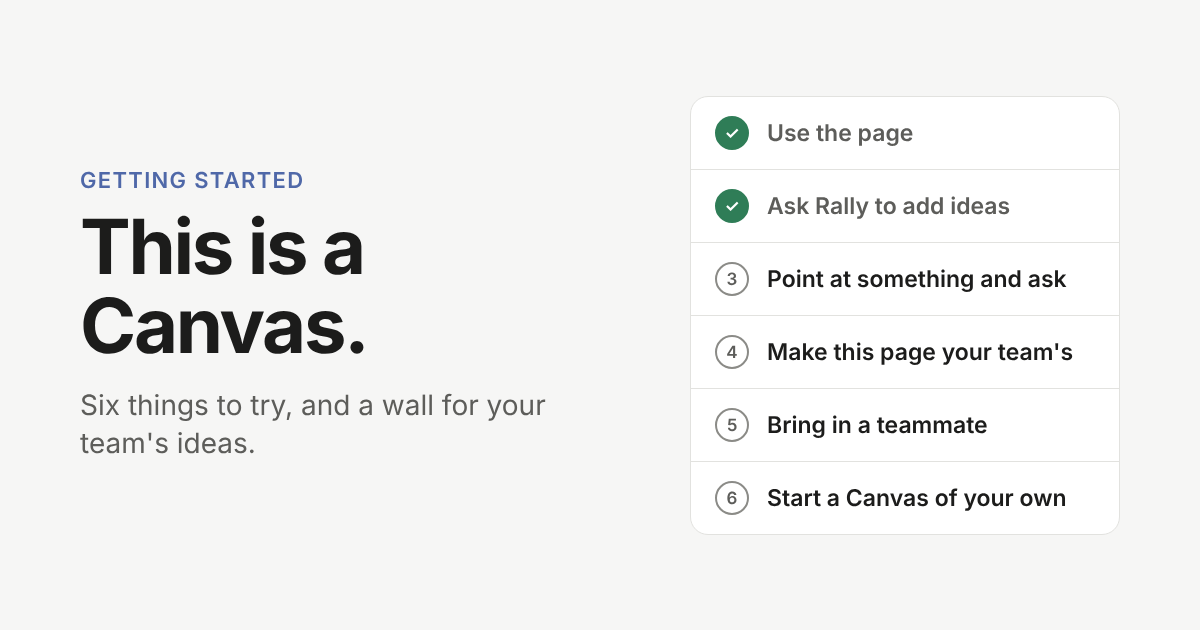 GETTING STARTED
This is a
Canvas.
Six things to try, and a wall for your
team's ideas.
Use the page
Ask Rally to add ideas
3 Point at something and ask
4 Make this page your team's
5 Bring in a teammate
6 Start a Canvas of your own